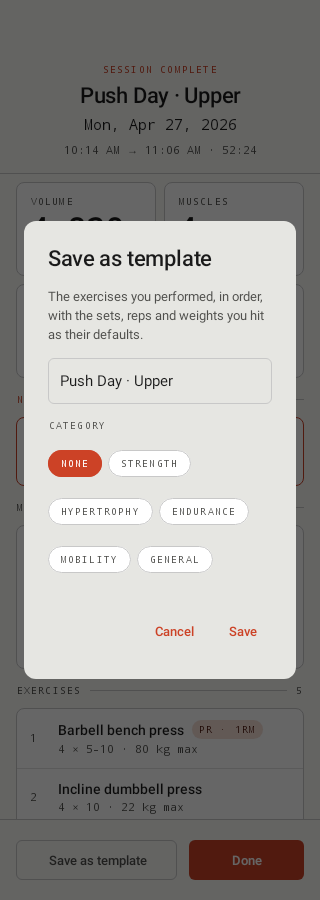 SESSION COMPLETE
Push Day · Upper
Mon, Apr 27, 2026
10:14 AM → 11:06 AM · 52:24
VOLUME
MUSCLES
Save as template
The exercises you performed, in order,
with the sets, reps and weights you hit
as their defaults.
Push Day · Upper
CATEGORY
NONE
STRENGTH
HYPERTROPHY
ENDURANCE
MOBILITY
GENERAL
Cancel
Save
EXERCISES
5
1
Barbell bench press
PR · 1RM
4 × 5–10 · 80 kg max
2
Incline dumbbell press
4 × 10 · 22 kg max
Save as template
Done